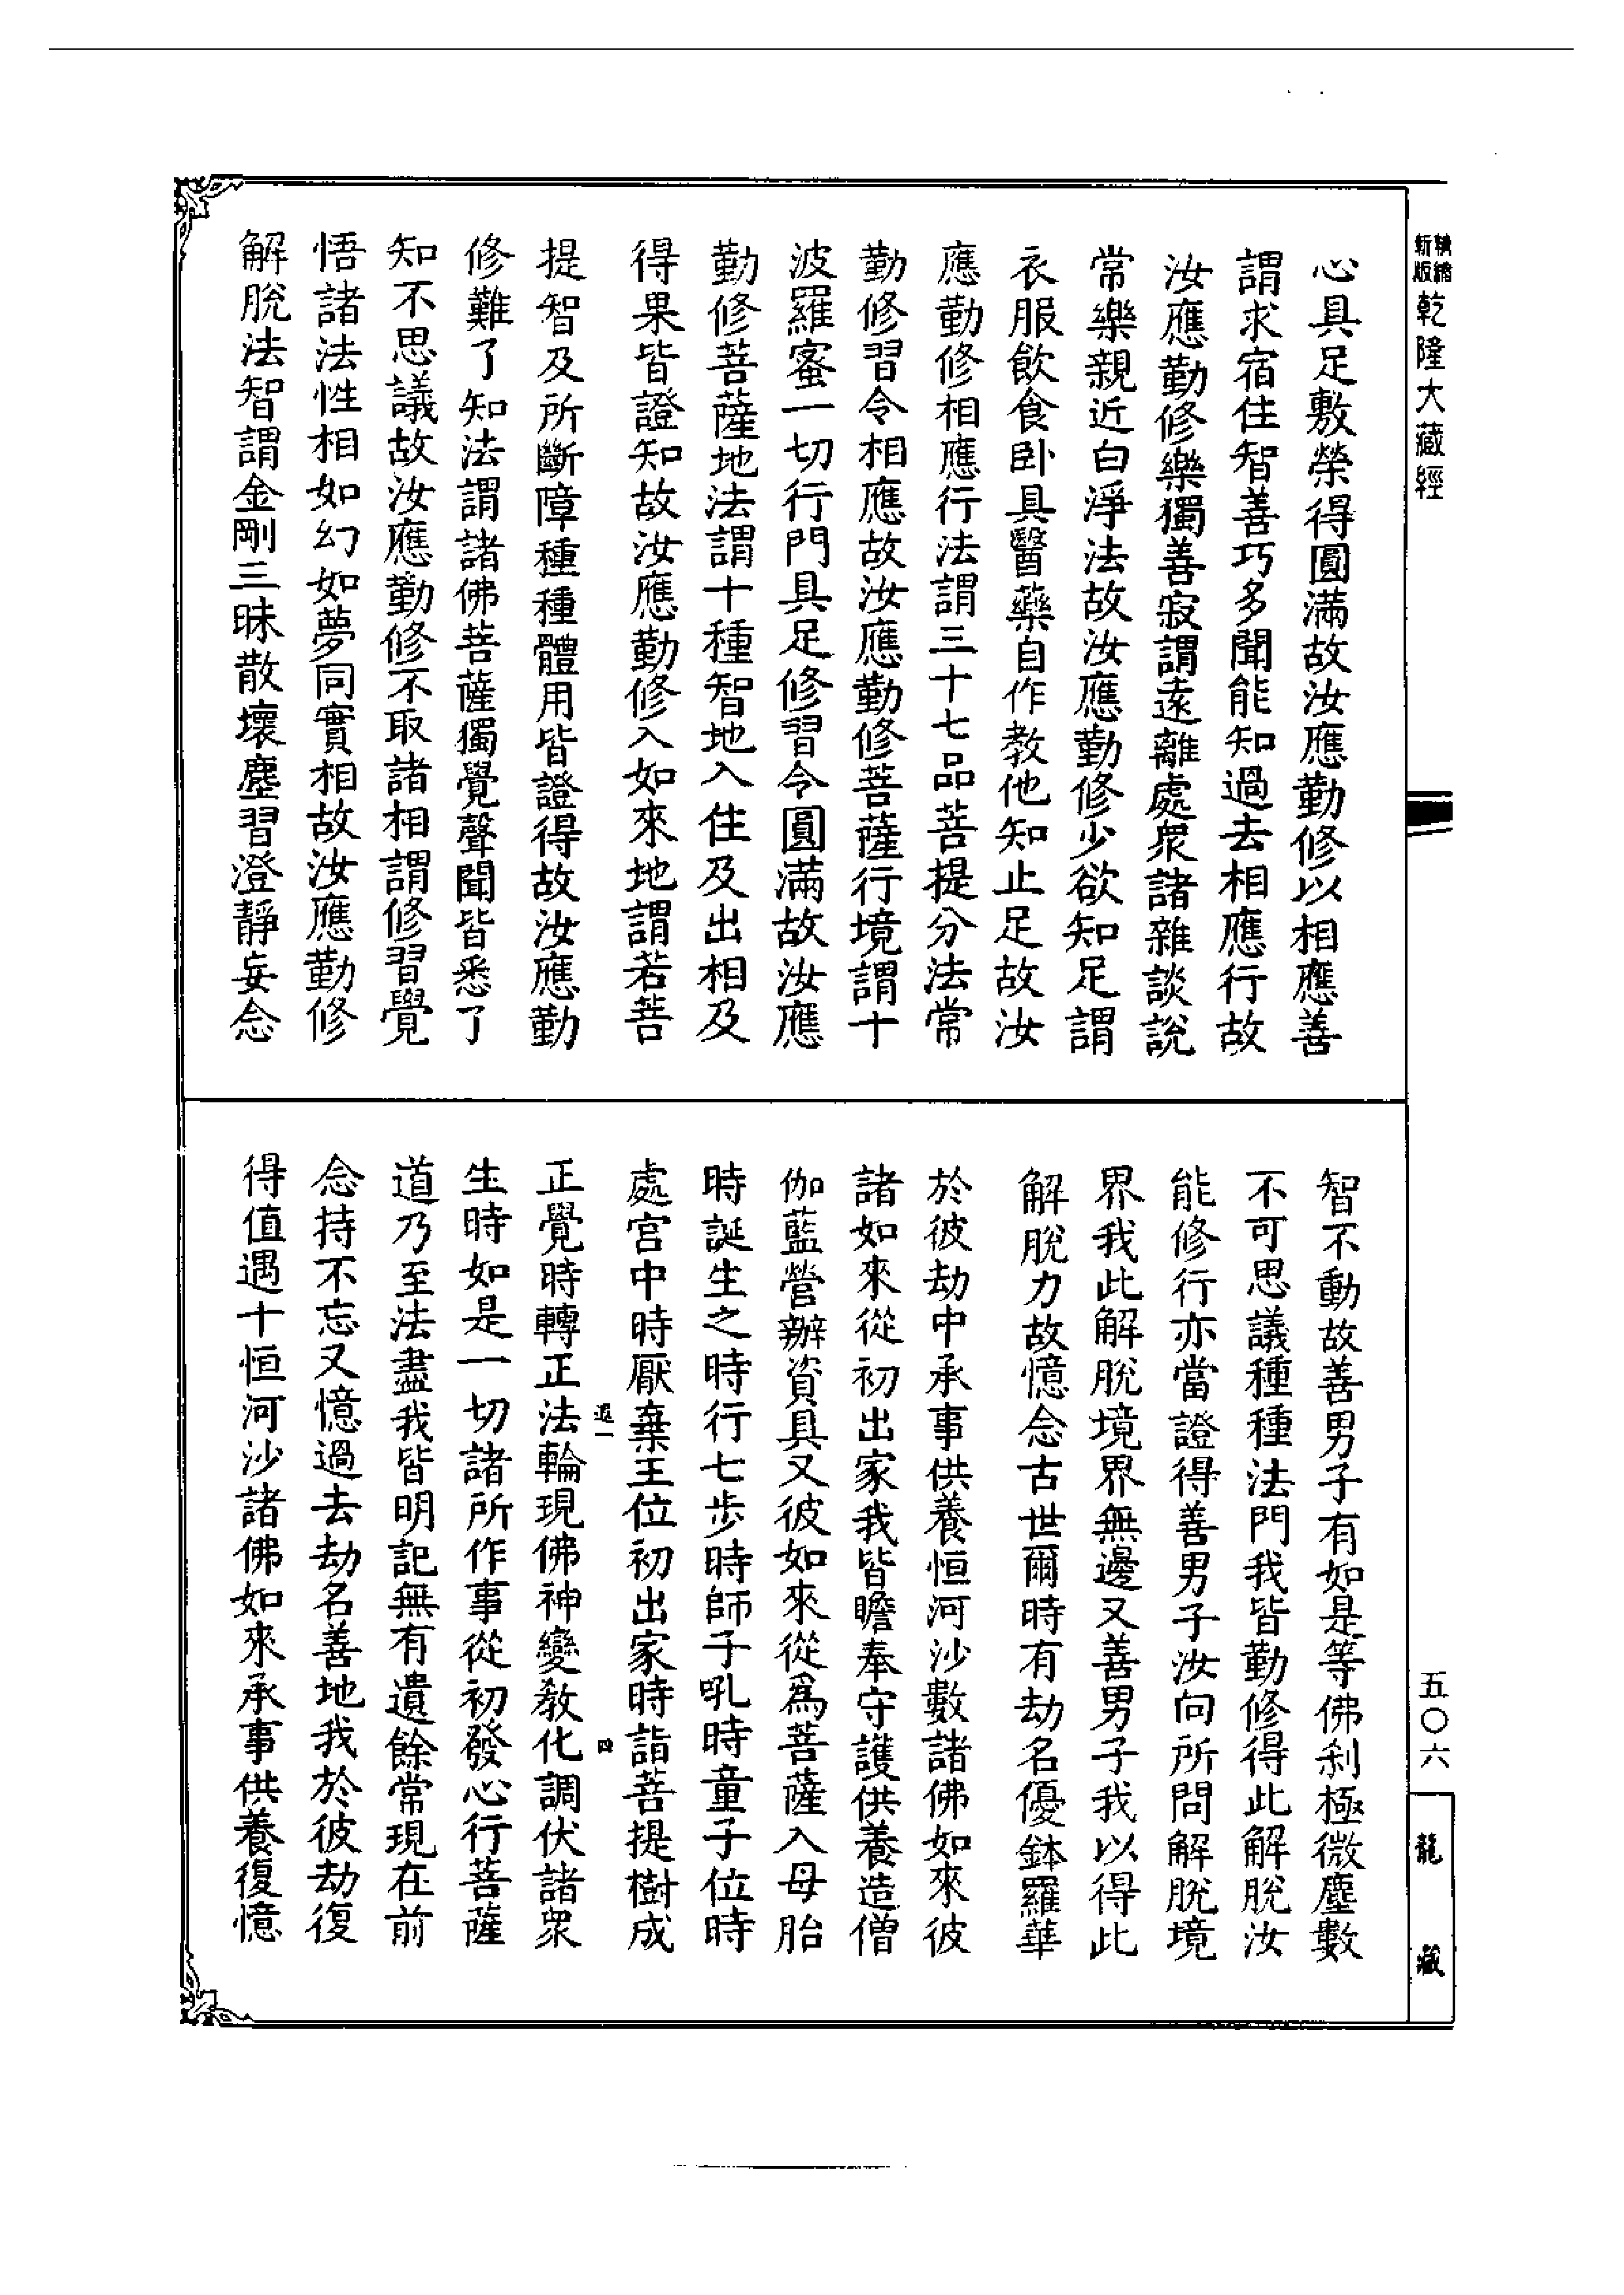 精縮
新版
乾隆大藏經
心具足敷榮得圓滿故汝應勤修以相應善
謂求宿住智善巧多聞能知過去相應行故
汝應勤修樂獨善寂謂遠離處衆諸雜談說
常樂親近白淨法故汝應勤修少欲知足謂
衣服飲食卧具醫藥自作教他知止足故汝
應勤修相應行法謂三十七品菩提分法常
勤修習令相應故汝應勤修菩薩行境謂十
波羅蜜一切行門具足修習令圓滿故汝應
勤修菩薩地法謂十種智地入住及出相及
得果皆證知故汝應勤修入如來地謂若菩
提智及所斷障種種體用皆證得故汝應勤
修難了知法謂諸佛菩薩獨覺聲聞皆悉了
知不思議故汝應勤修不取諸相謂修習覺
悟諸法性相如幻如夢同實相故汝應勤修
解脫法智謂金剛三昧散壞塵習澄靜妄念
智不動故善男子有如是等佛刹極微塵數
不可思議種種法門我皆勤修得此解脫汝
能修行亦當證得善男子汝向所問解脫境
界我此解脫境界無邊又善男子我以得此
解脫力故憶念古世爾時有劫名優鉢羅華
於彼劫中承事供養恒河沙數諸佛如來彼
諸如來從初出家我皆瞻奉守護供養造僧
伽藍營辦資具又彼如來從爲菩薩入母胎
時誕生之時行七步時師子吼時童子位時
處宮中時厭棄王位初出家時詣菩提樹成
正覺時轉正法輪現佛神變教化調伏諸衆
生時如是一切諸所作事從初發心行菩薩
道乃至法盡我皆明記無有遺餘常現在前
念持不忘又憶過去劫名善地我於彼劫復
得值遇十恒河沙諸佛如來承事供養復憶
五〇六
龍藏